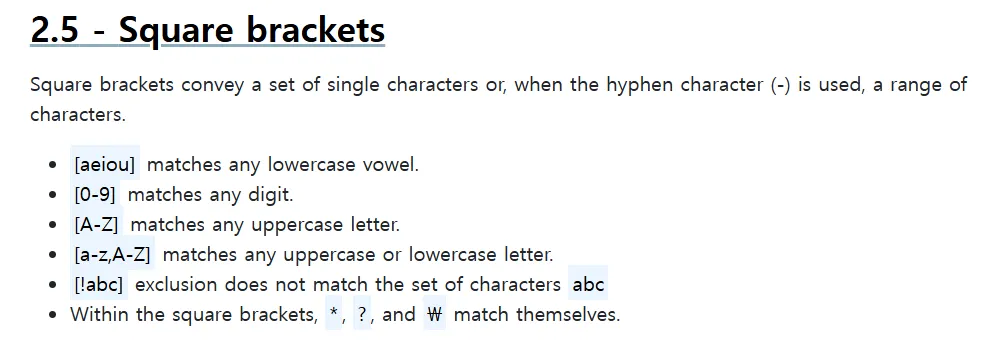 2.5 - Square brackets
Square brackets convey a set of single characters or, when the hyphen character (-) is used, a range of
characters.
• [aeiou] matches any lowercase vowel.
• [0-9] matches any digit.
• [A-Z] matches any uppercase letter.
• [a-z,A-Z] matches any uppercase or lowercase letter.
• [!abc] exclusion does not match the set of characters abc
• Within the square brackets, *, ?, and ₩ match themselves.